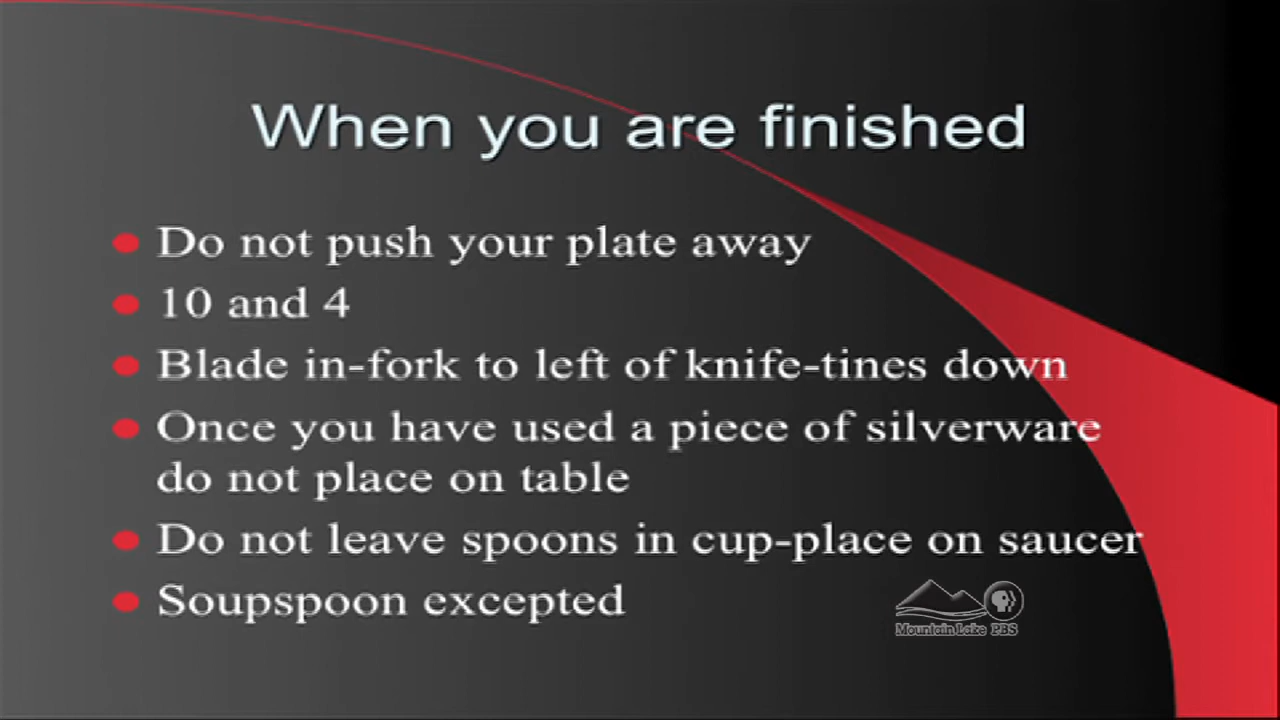 When you are finished
Do not push your plate away
10 and 4
Blade in-fork to left of knife-tines down
Once you have used a piece of silverware
do not place on table
Do not leave spoons in cup-place on saucer
Soupspoon excepted
Mountain Lake PBS